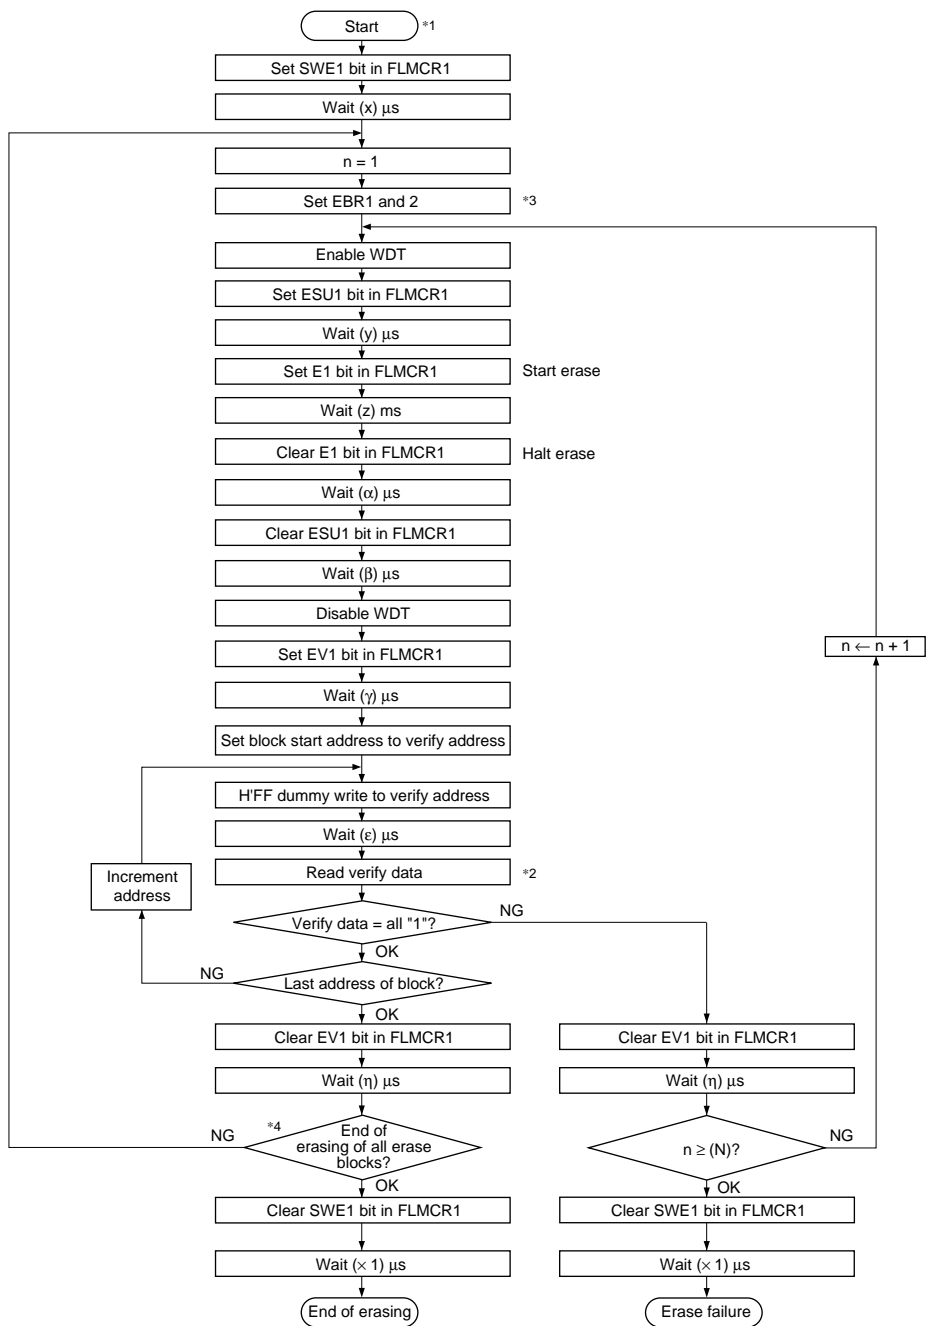 Start
*1
Set SWE1 bit in FLMCR1
Wait (x) μs
n = 1
Set EBR1 and 2
*3
Enable WDT
Set ESU1 bit in FLMCR1
Wait (y) μs
Set E1 bit in FLMCR1
Start erase
Wait (z) ms
Clear E1 bit in FLMCR1
Halt erase
Wait (α) μs
Clear ESU1 bit in FLMCR1
Wait (β) μs
Disable WDT
Set EV1 bit in FLMCR1
n ← n + 1
Wait (γ) μs
Set block start address to verify address
H'FF dummy write to verify address
Wait (ε) μs
Read verify data
*2
Increment
address
Verify data = all "1"?
NG
OK
Last address of block?
NG
OK
Clear EV1 bit in FLMCR1
Clear EV1 bit in FLMCR1
Wait (η) μs
Wait (η) μs
NG
*4
End of
erasing of all erase
blocks?
n ≥ (N)?
NG
OK
OK
Clear SWE1 bit in FLMCR1
Clear SWE1 bit in FLMCR1
Wait (× 1) μs
Wait (× 1) μs
End of erasing
Erase failure